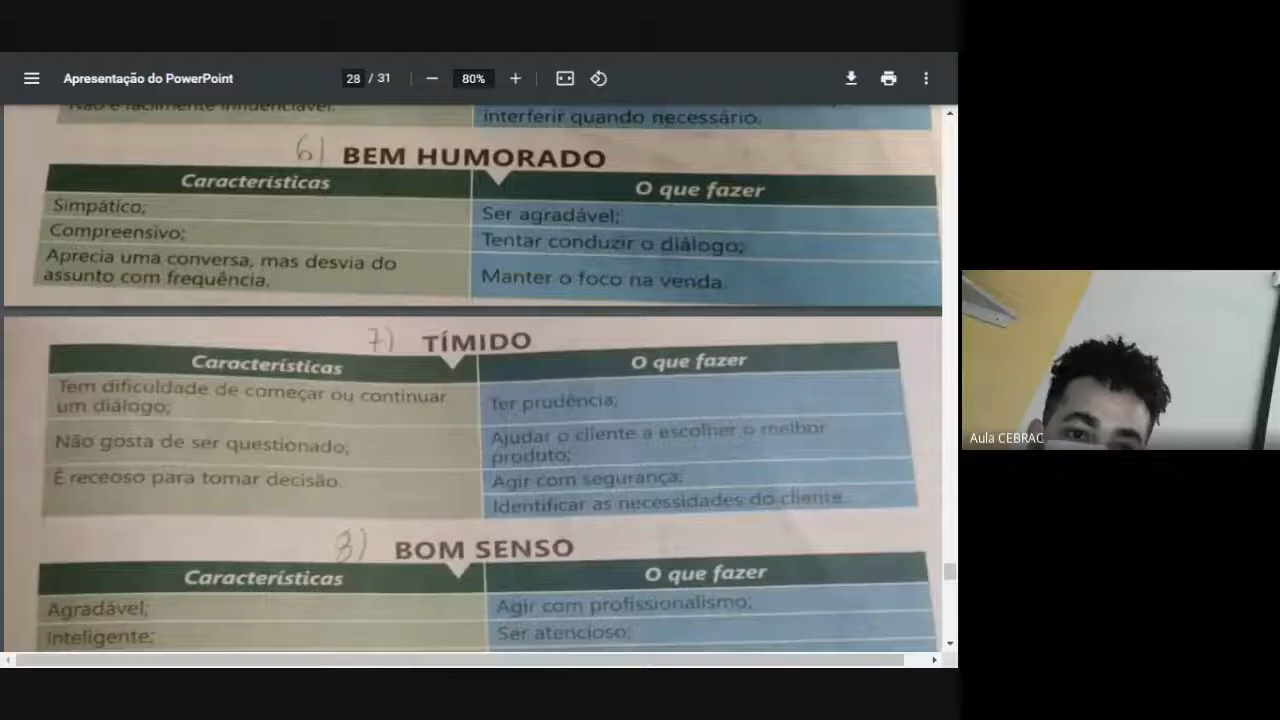 Apresentação do PowerPoint
28 / 31
80%
Não é facilmente influenciável.
interferir quando necessário.
6) BEM HUMORADO
Características
O que fazer
Simpático;
Compreensivo;
Aprecia uma conversa, mas desvia do
assunto com frequência.
Ser agradável;
Tentar conduzir o diálogo;
Manter o foco na venda.
7) TÍMIDO
Características
O que fazer
Tem dificuldade de começar ou continuar
um diálogo;
Não gosta de ser questionado;
É receoso para tomar decisão.
Ter prudência;
Ajudar o cliente a escolher o melhor
produto;
Agir com segurança;
Identificar as necessidades do cliente.
8) BOM SENSO
Características
O que fazer
Agradável;
Inteligente;
Agir com profissionalismo;
Ser atencioso;
Aula CEBRAC